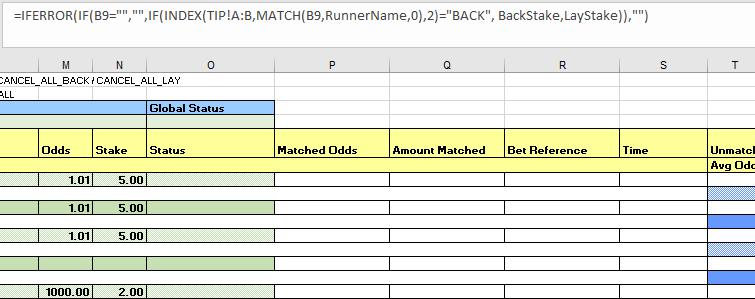 =IFERROR(IF(B9="","",IF(INDEX(TIP!A:B,MATCH(B9,RunnerName,0),2)="BACK", BackStake,LayStake)),"")
M N O P Q R S T
CANCEL_ALL_BACK / CANCEL_ALL_LAY
ALL
Global Status
Odds Stake Status Matched Odds Amount Matched Bet Reference Time Unmatch
Avg Odd
1.01 5.00
1.01 5.00
1.01 5.00
1000.00 2.00